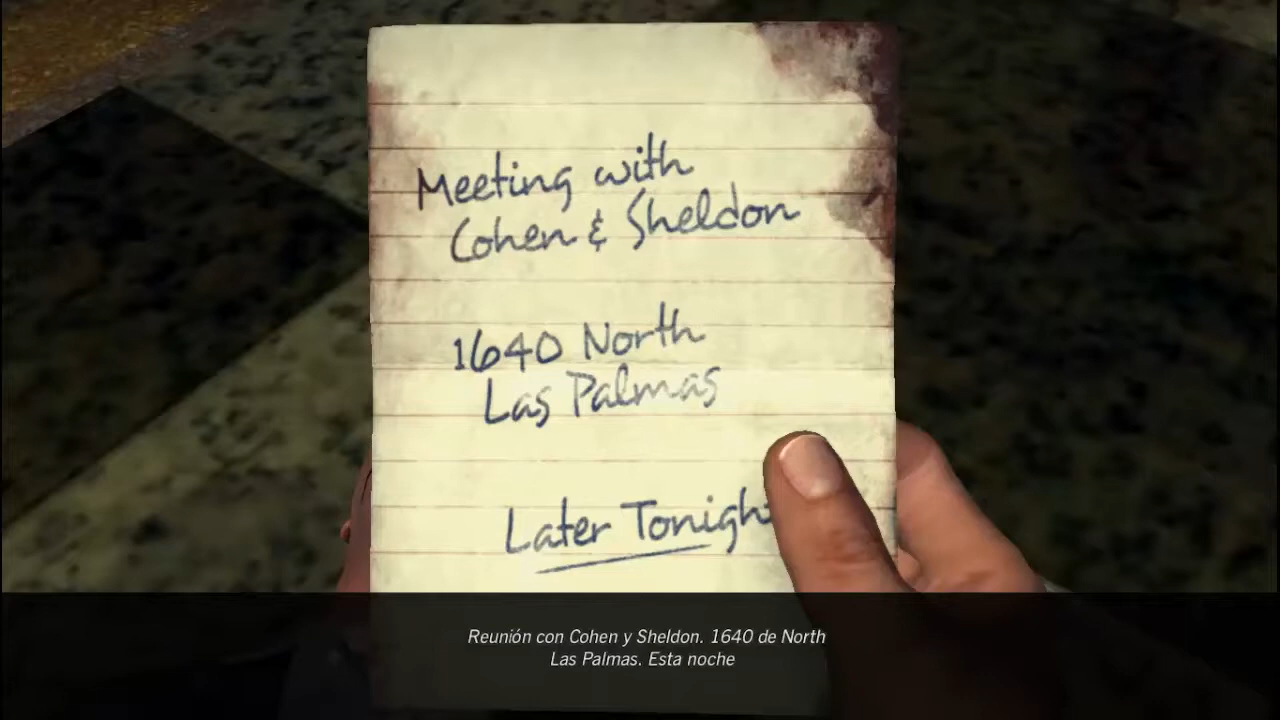 Meeting with
Cohen & Sheldon
1640 North
Las Palmas
Later Tonigh
Reunión con Cohen y Sheldon. 1640 de North
Las Palmas. Esta noche